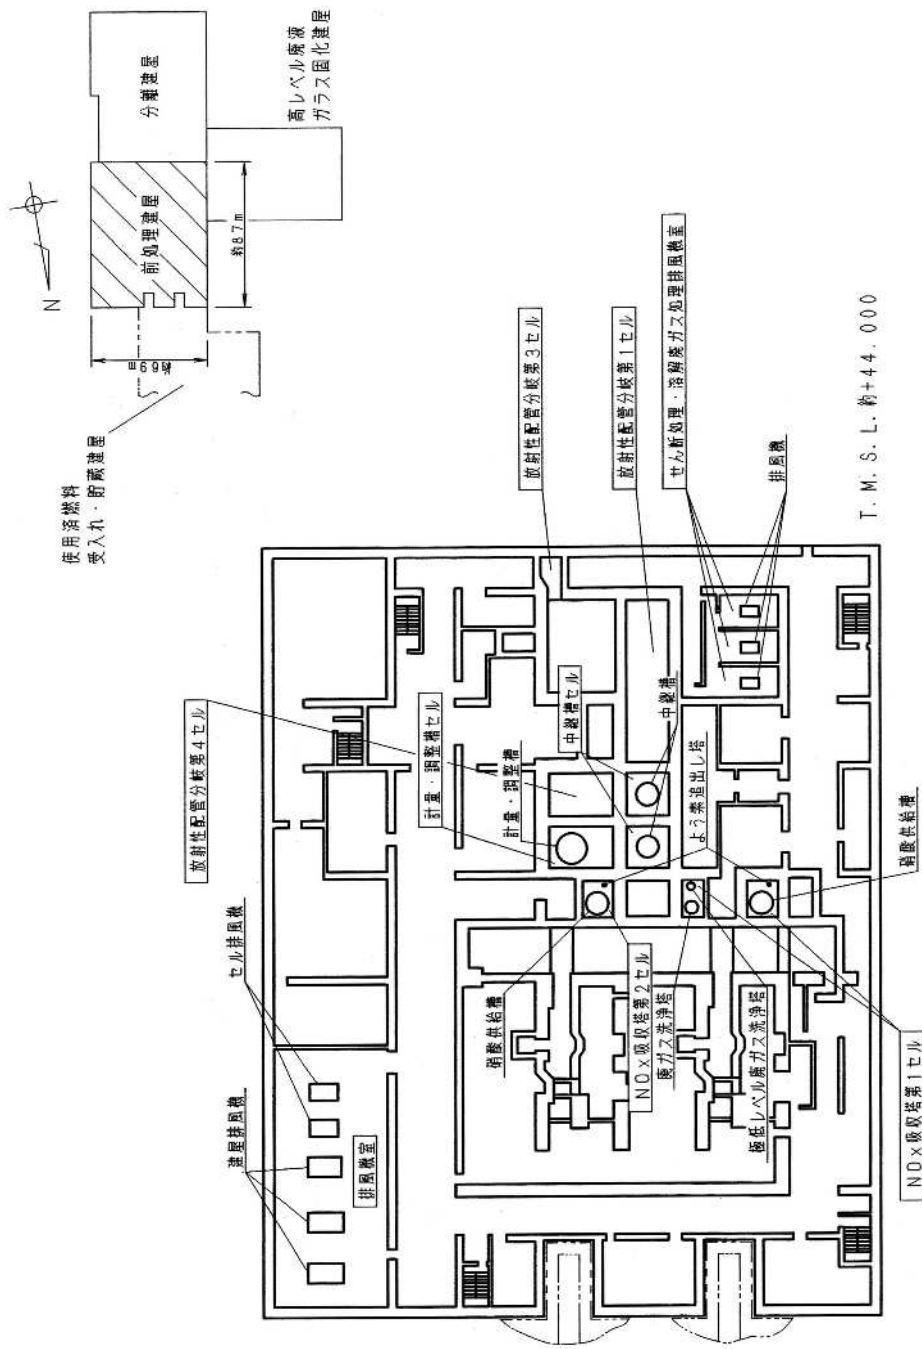 使用済燃料
受入れ・貯蔵建屋
N
前処理建屋
分離建屋
高レベル廃液
ガラス固化建屋
約69m
約87m
放射性配管分岐第4セル
計量・調整槽セル
計量・調整槽
中継槽セル
中継槽
放射性配管分岐第3セル
放射性配管分岐第1セル
せん断処理・溶解廃ガス処理排風機室
排風機
セル排風機
建屋排風機
排風機室
硝酸供給槽
NOx吸収塔第2セル
廃ガス洗浄塔
よう素追出し塔
極低レベル廃ガス洗浄塔
硝酸供給槽
NOx吸収塔第1セル
T.M.S.L.約+44.000